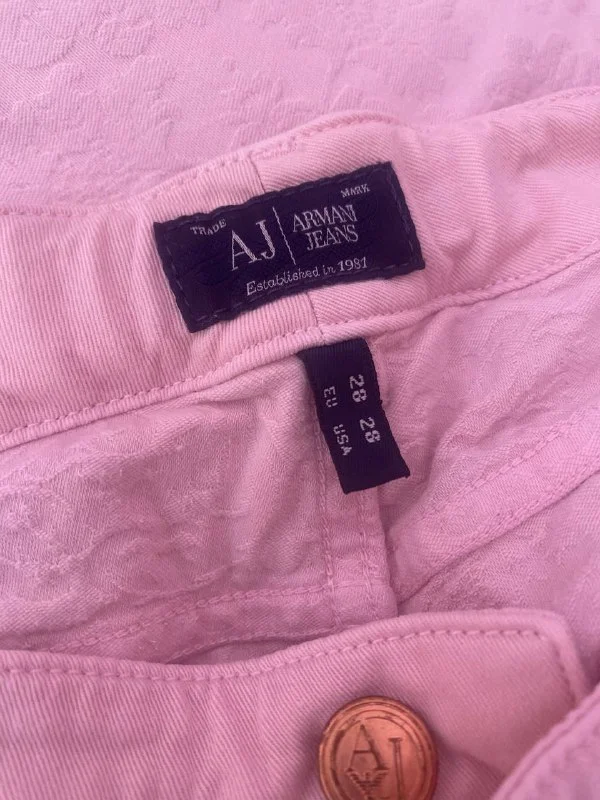 TRADE MARK
AJ ARMANI
JEANS
Established in 1981
28 28
EU USA
AJ